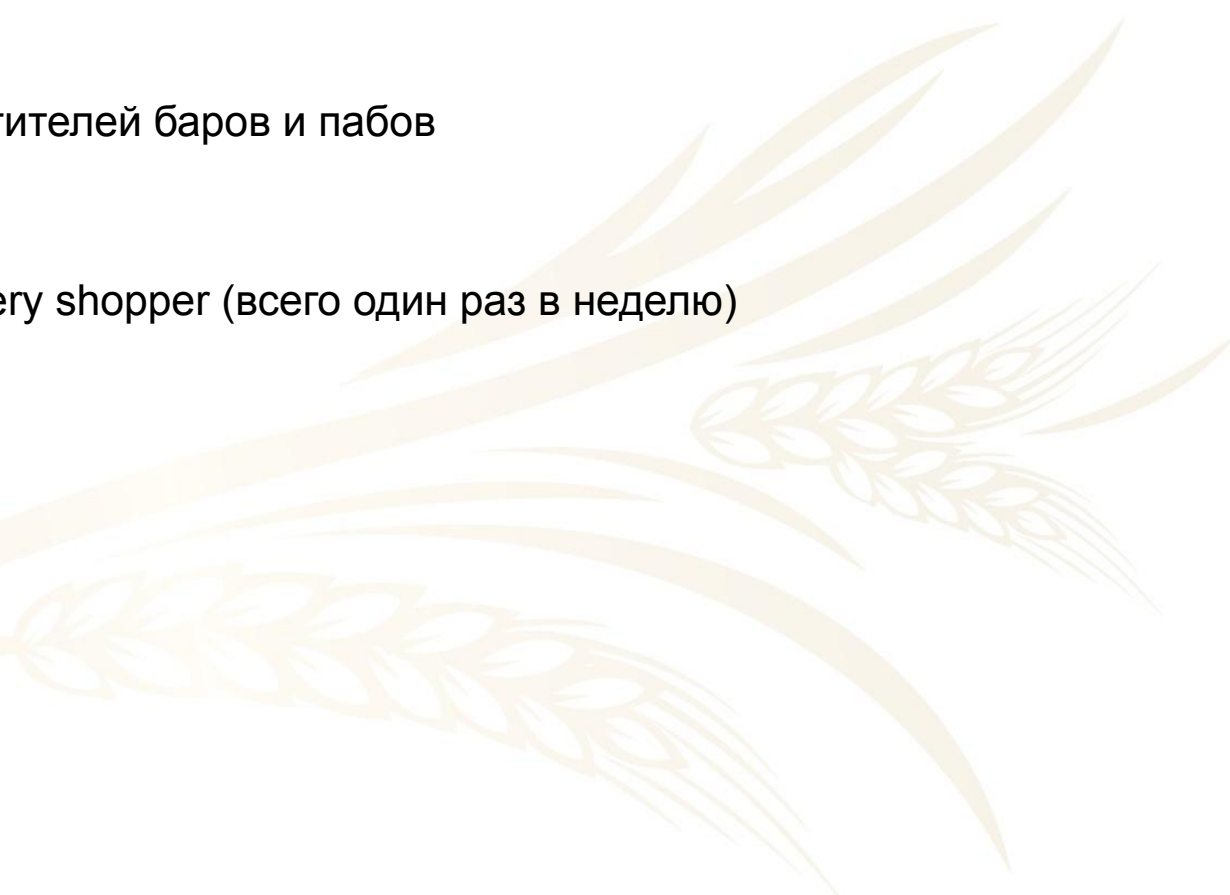 тителей баров и пабов
ery shopper (всего один раз в неделю)